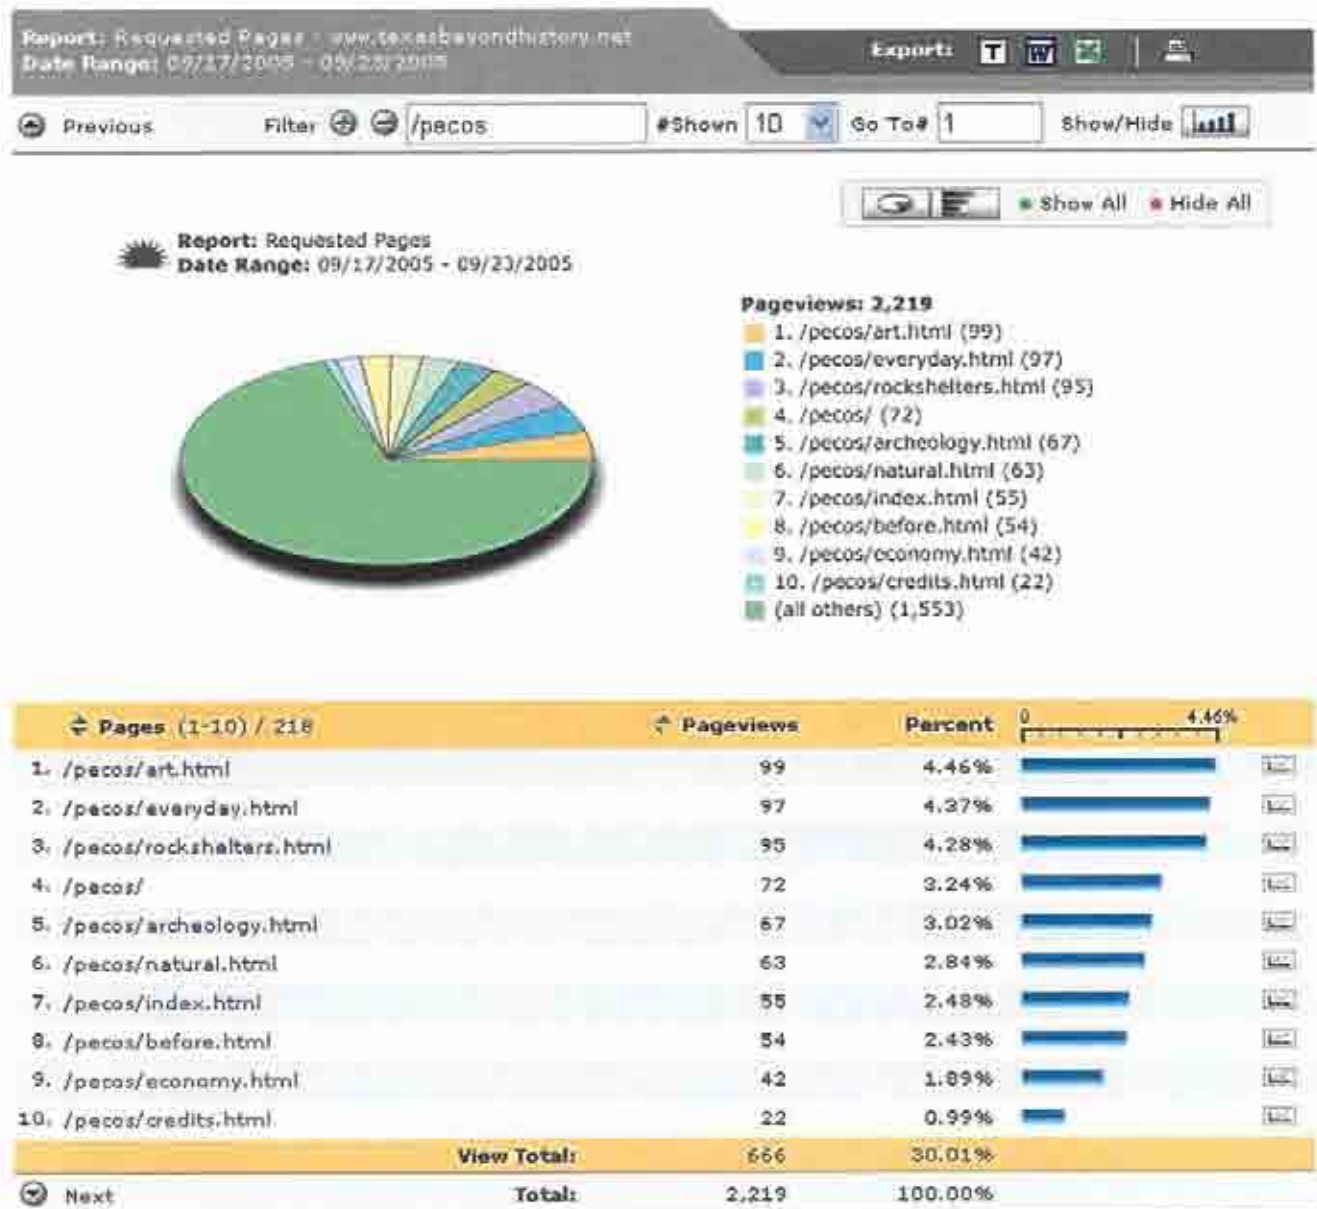 Report: Requested Pages - www.texasbeyondhistory.net
Date Range: 09/17/2005 - 09/23/2005
Export: T W
Previous Filter /pecos #Shown 10 Go To# 1 Show/Hide
Show All Hide All
Report: Requested Pages
Date Range: 09/17/2005 - 09/23/2005
Pageviews: 2,219
1. /pecos/art.html (99)
2. /pecos/everyday.html (97)
3. /pecos/rockshelters.html (95)
4. /pecos/ (72)
5. /pecos/archeology.html (67)
6. /pecos/natural.html (63)
7. /pecos/index.html (55)
8. /pecos/before.html (54)
9. /pecos/economy.html (42)
10. /pecos/credits.html (22)
(all others) (1,553)
Pages (1-10) / 218 Pageviews Percent 0 4.46%
1. /pecos/art.html 99 4.46%
2. /pecos/everyday.html 97 4.37%
3. /pecos/rockshelters.html 95 4.28%
4. /pecos/ 72 3.24%
5. /pecos/archeology.html 67 3.02%
6. /pecos/natural.html 63 2.84%
7. /pecos/index.html 55 2.48%
8. /pecos/before.html 54 2.43%
9. /pecos/economy.html 42 1.89%
10. /pecos/credits.html 22 0.99%
View Total: 666 30.01%
Next Total: 2,219 100.00%